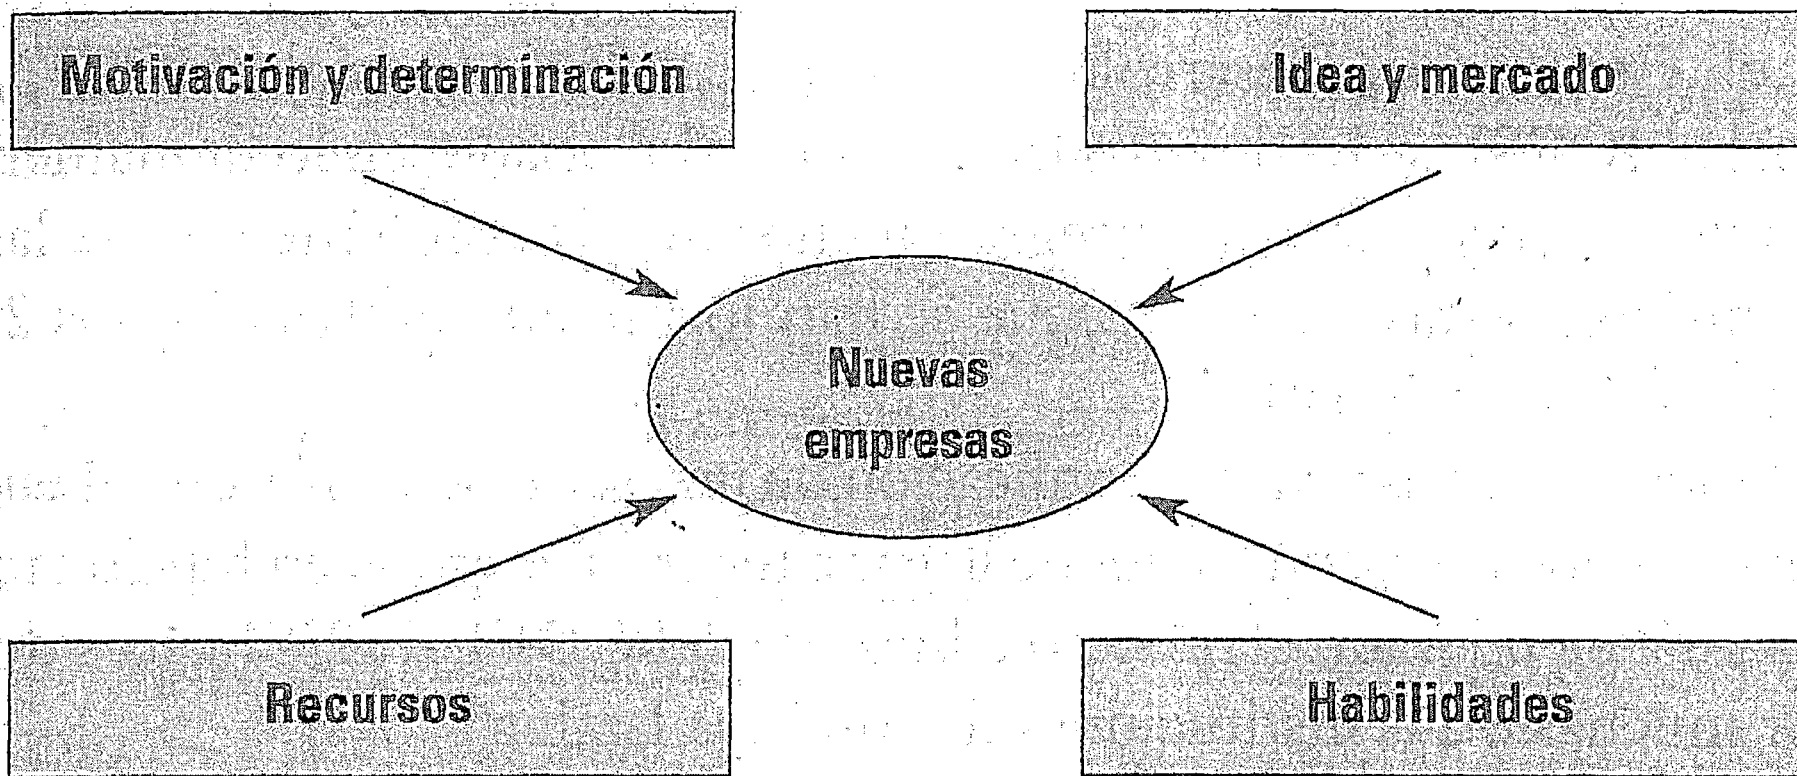 Motivación y determinación
Idea y mercado
Nuevas
empresas
Recursos
Habilidades